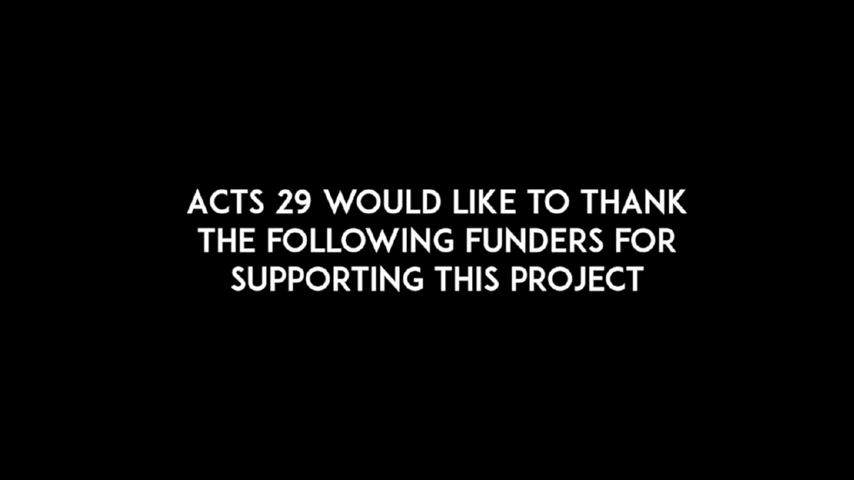 ACTS 29 WOULD LIKE TO THANK
THE FOLLOWING FUNDERS FOR
SUPPORTING THIS PROJECT